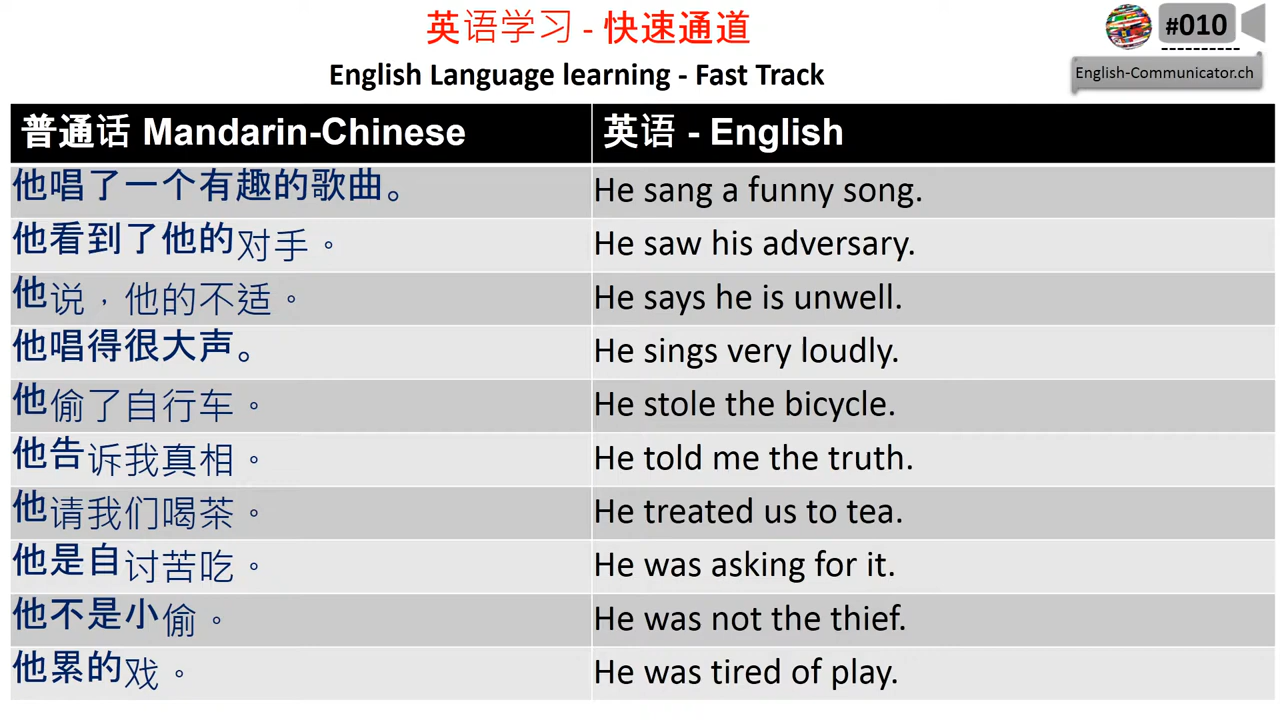 英语学习 - 快速通道
#010
English Language learning - Fast Track
English-Communicator.ch
普通话 Mandarin-Chinese 英语 - English
他唱了一个有趣的歌曲。 He sang a funny song.
他看到了他的对手。 He saw his adversary.
他说，他的不适。 He says he is unwell.
他唱得很大声。 He sings very loudly.
他偷了自行车。 He stole the bicycle.
他告诉我真相。 He told me the truth.
他请我们喝茶。 He treated us to tea.
他是自讨苦吃。 He was asking for it.
他不是小偷。 He was not the thief.
他累的戏。 He was tired of play.